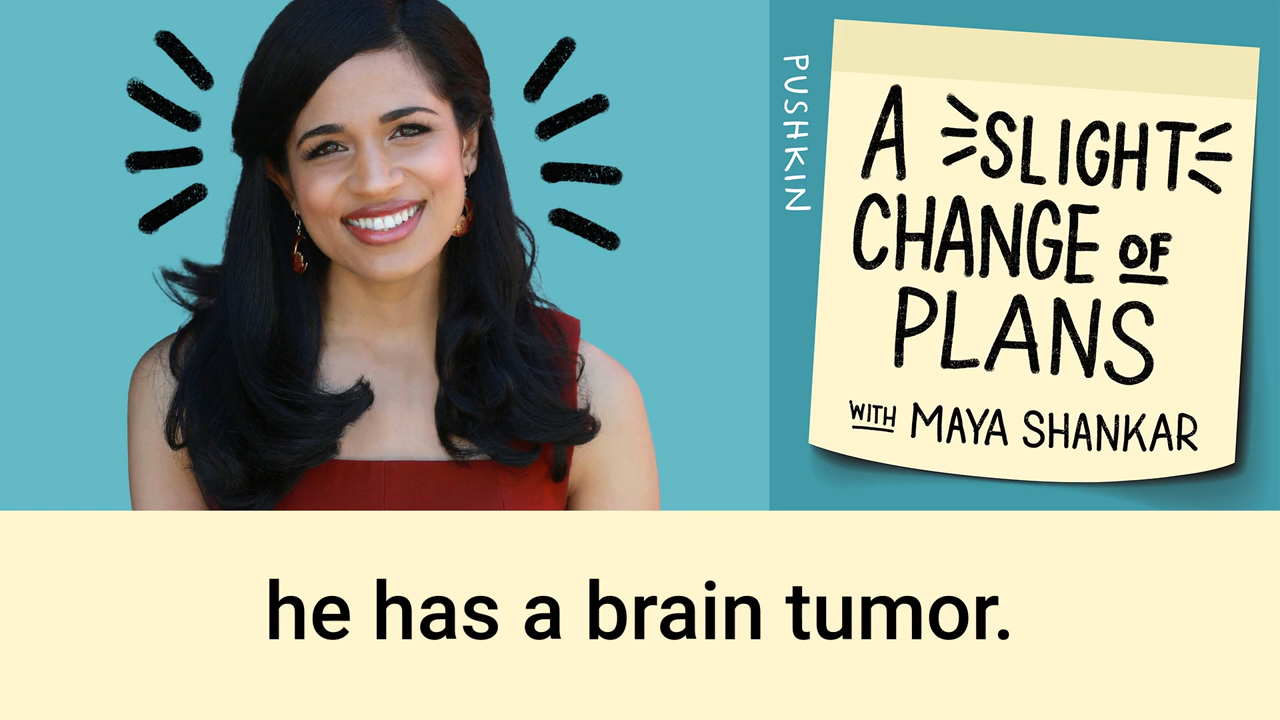 PUSHKIN
A SLIGHT
CHANGE OF
PLANS
WITH MAYA SHANKAR
he has a brain tumor.